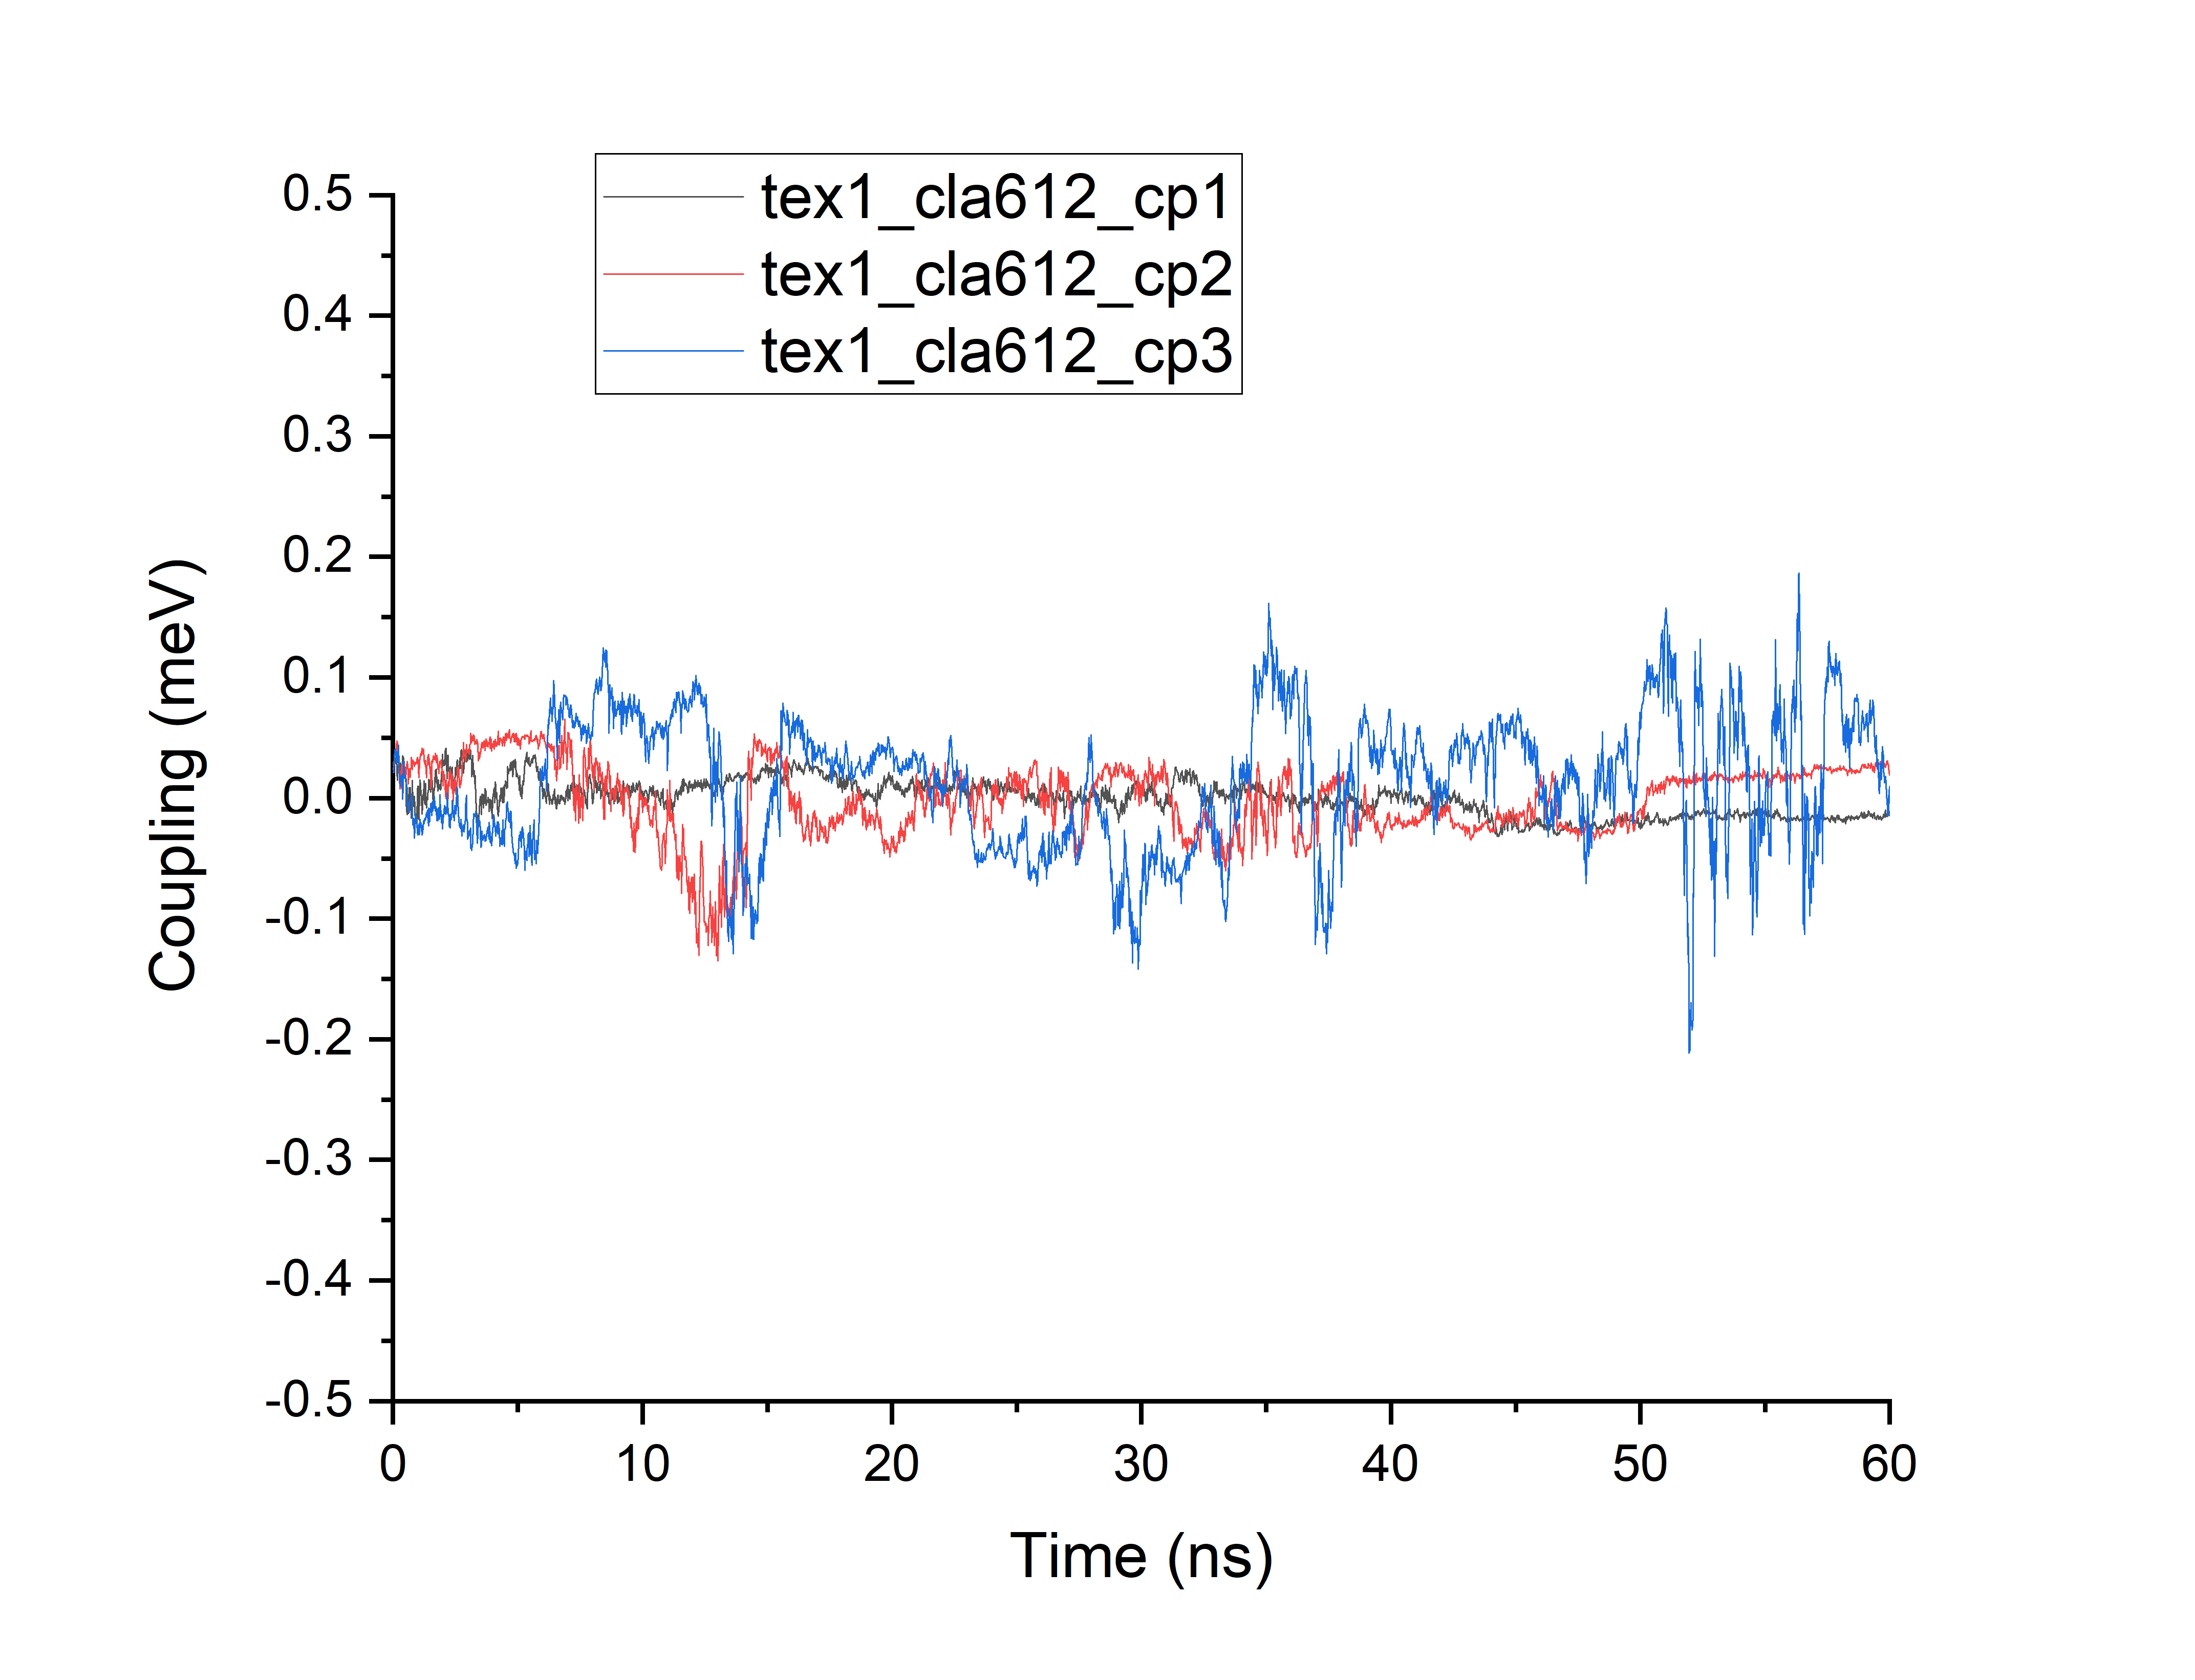 tex1_cla612_cp1
tex1_cla612_cp2
tex1_cla612_cp3
0.5
0.4
0.3
0.2
0.1
0.0
-0.1
-0.2
-0.3
-0.4
-0.5
Coupling (meV)
0 10 20 30 40 50 60
Time (ns)